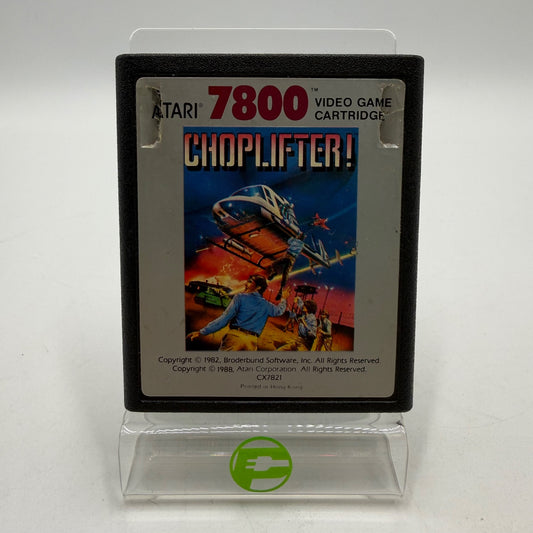 ATARI® 7800™ VIDEO GAME
CARTRIDGE
CHOPLIFTER!
Copyright © 1982, Broderbund Software, Inc. All Rights Reserved.
Copyright © 1988, Atari Corporation. All Rights Reserved.
CX7821
Printed in Hong Kong